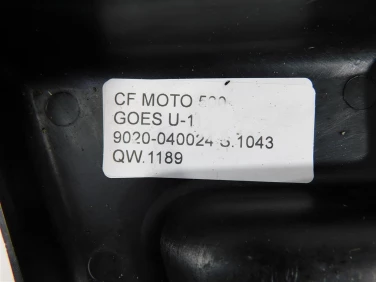 CF MOTO
GOES U-1
9020-040024 S.1043
QW.1189